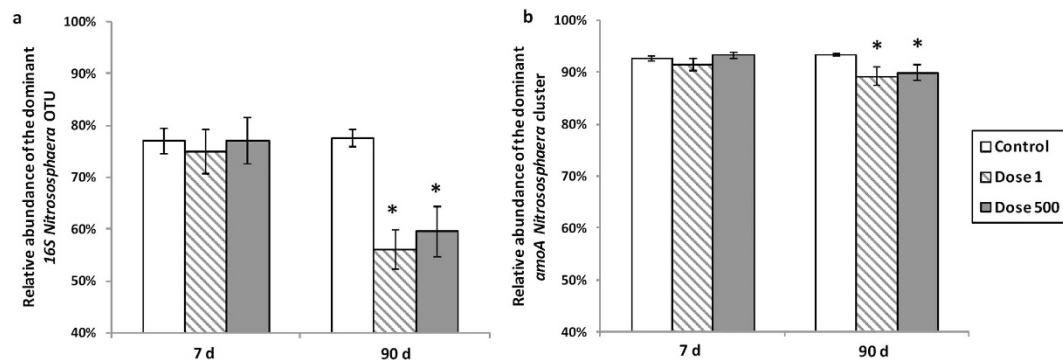 a
Relative abundance of the dominant
16S Nitrososphaera OTU
100%
90%
80%
70%
60%
50%
40%
*
*
7 d
90 d
b
Relative abundance of the dominant
amoA Nitrososphaera cluster
100%
90%
80%
70%
60%
50%
40%
*
*
7 d
90 d
Control
Dose 1
Dose 500